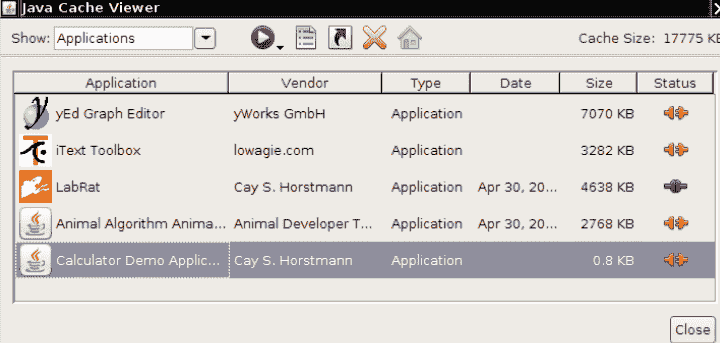 Java Cache Viewer
Show: Applications Cache Size: 17775 KB
Application Vendor Type Date Size Status
yEd Graph Editor yWorks GmbH Application 7070 KB
iText Toolbox lowagie.com Application 3282 KB
LabRat Cay S. Horstmann Application Apr 30, 20... 4638 KB
Animal Algorithm Anima... Animal Developer T... Application Apr 30, 20... 2768 KB
Calculator Demo Applic... Cay S. Horstmann Application 0.8 KB
Close